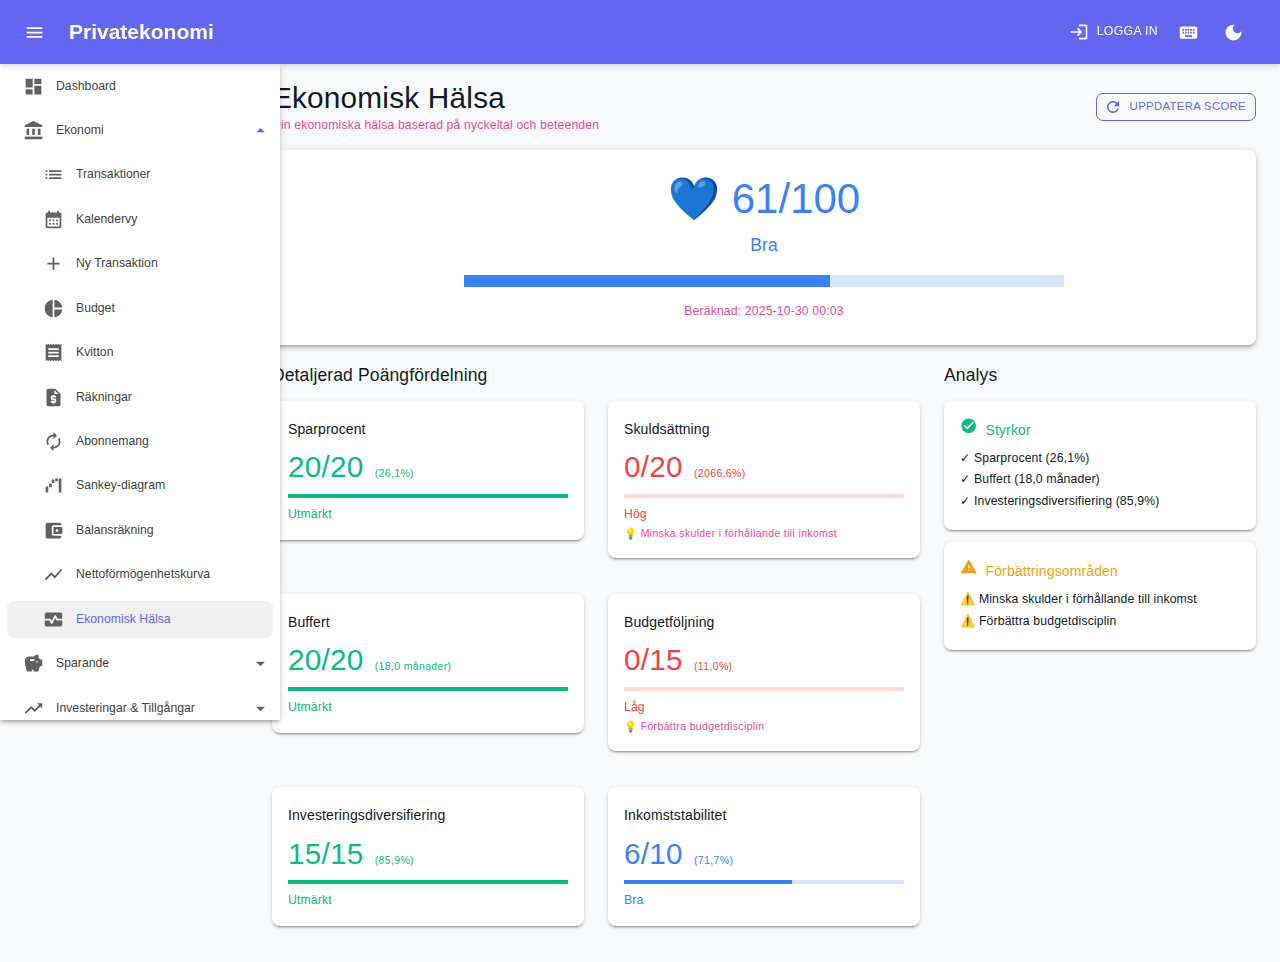 Privatekonomi
LOGGA IN
Dashboard
Ekonomi
Transaktioner
Kalendervy
Ny Transaktion
Budget
Kvitton
Räkningar
Abonnemang
Sankey-diagram
Balansräkning
Nettoförmögenhetskurva
Ekonomisk Hälsa
Sparande
Investeringar & Tillgångar
Ekonomisk Hälsa
in ekonomiska hälsa baserad på nyckeltal och beteenden
UPPDATERA SCORE
💙 61/100
Bra
Beräknad: 2025-10-30 00:03
Detaljerad Poängfördelning
Sparprocent
20/20 (26,1%)
Utmärkt
Skuldsättning
0/20 (2066,6%)
Hög
💡 Minska skulder i förhållande till inkomst
Buffert
20/20 (18,0 månader)
Utmärkt
Budgetföljning
0/15 (11,0%)
Låg
💡 Förbättra budgetdisciplin
Investeringsdiversifiering
15/15 (85,9%)
Utmärkt
Inkomststabilitet
6/10 (71,7%)
Bra
Analys
Styrkor
✓ Sparprocent (26,1%)
✓ Buffert (18,0 månader)
✓ Investeringsdiversifiering (85,9%)
Förbättringsområden
⚠️ Minska skulder i förhållande till inkomst
⚠️ Förbättra budgetdisciplin